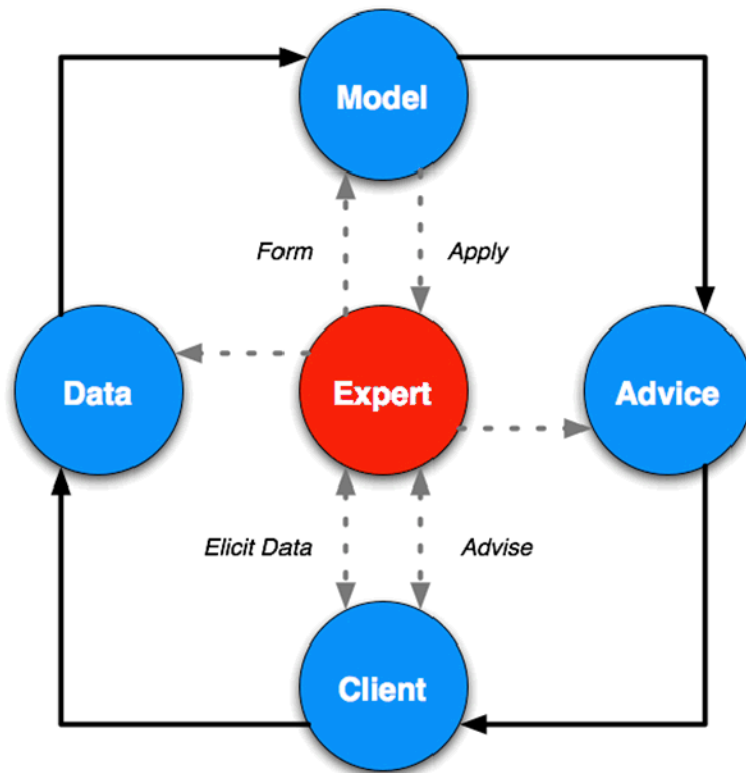 Model
Form
Apply
Data
Expert
Advice
Elicit Data
Advise
Client